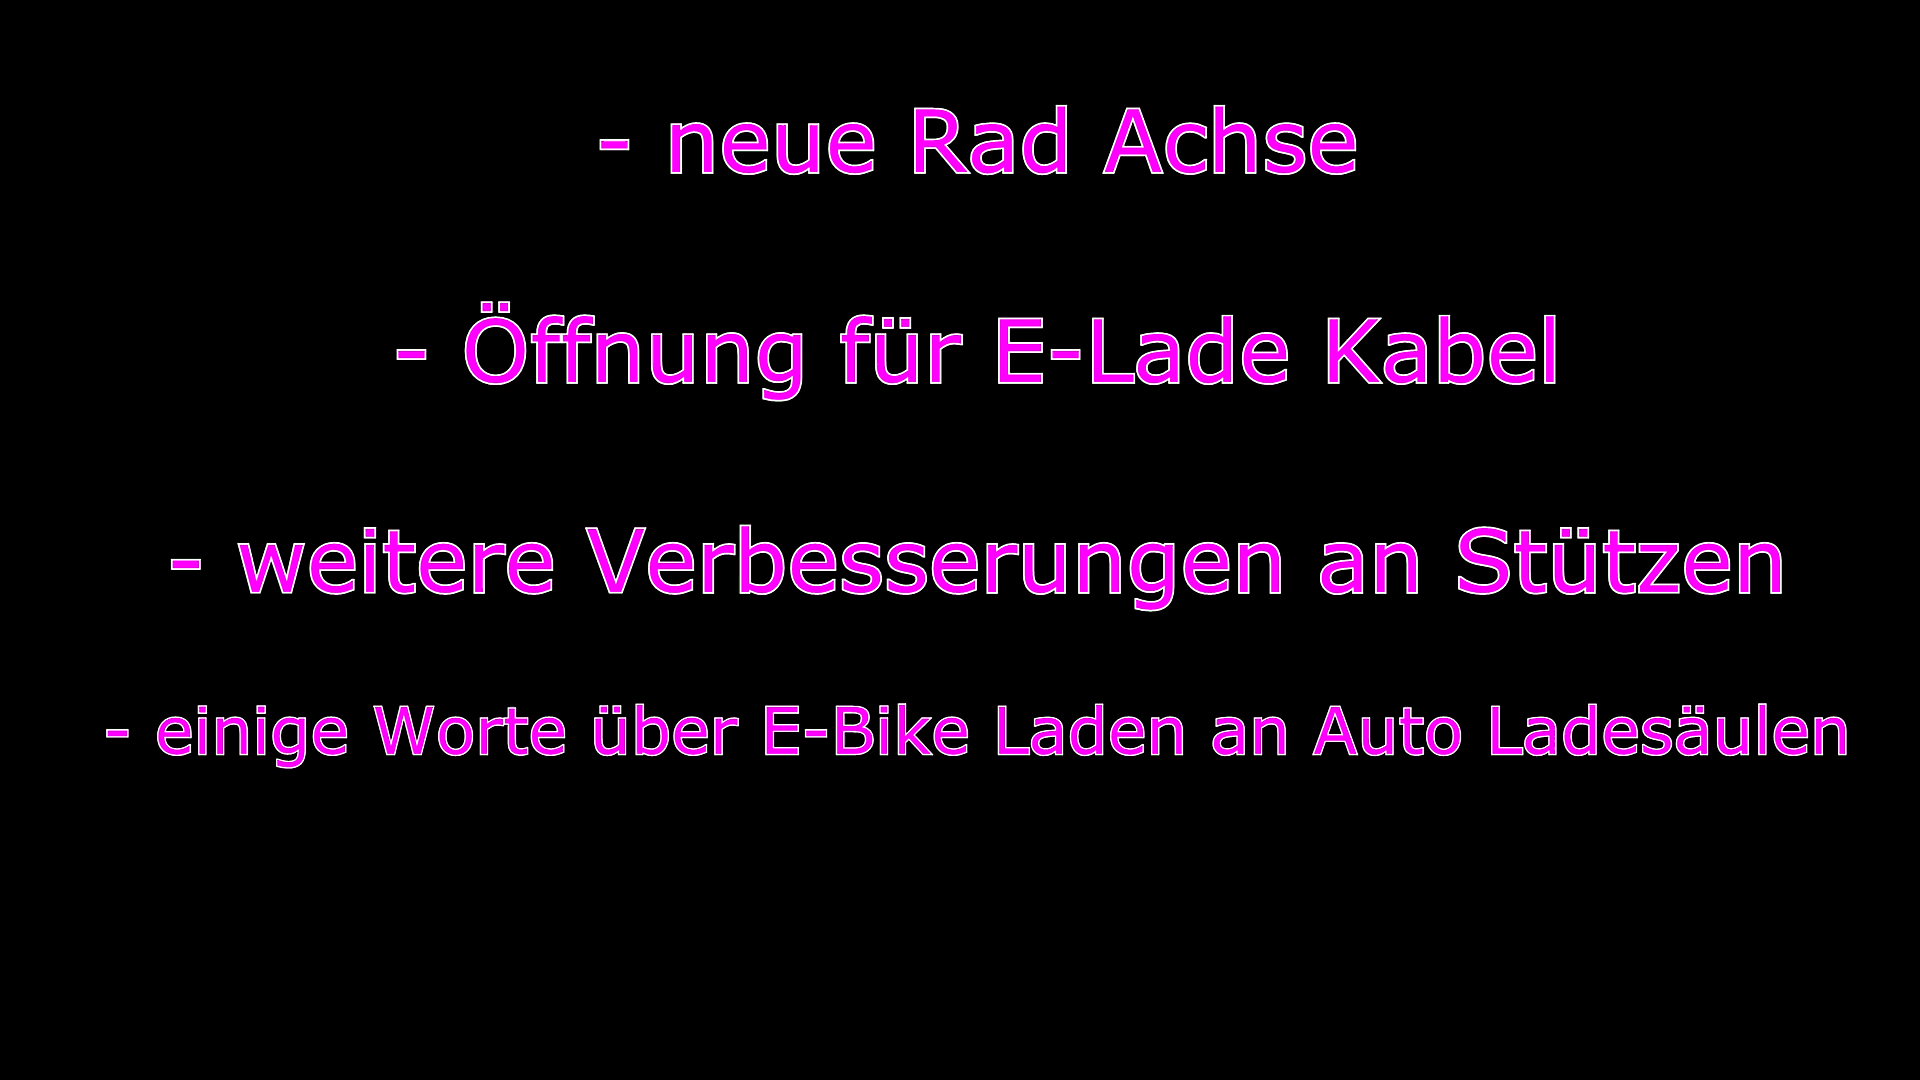 - neue Rad Achse
- Öffnung für E-Lade Kabel
- weitere Verbesserungen an Stützen
- einige Worte über E-Bike Laden an Auto Ladesäulen